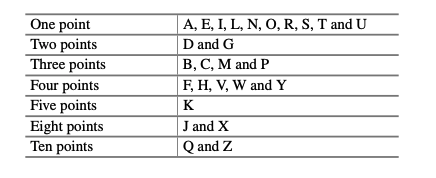 One point A, E, I, L, N, O, R, S, T and U
Two points D and G
Three points B, C, M and P
Four points F, H, V, W and Y
Five points K
Eight points J and X
Ten points Q and Z